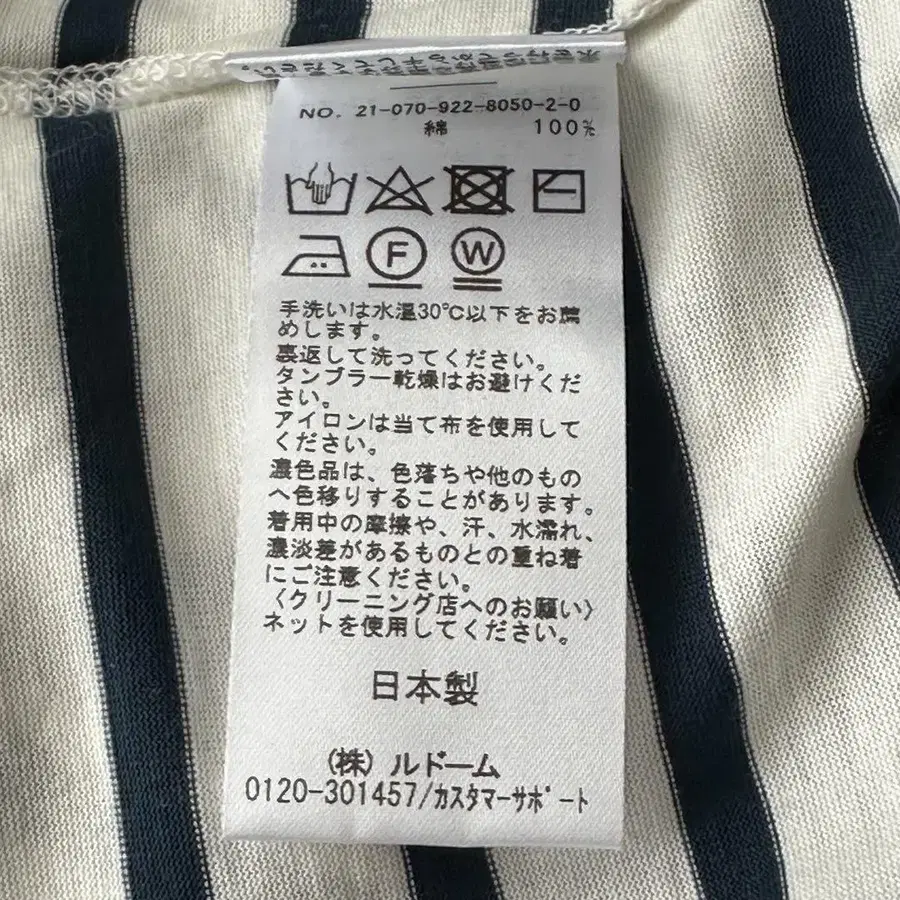 NO. 21-070-922-8050-2-0
綿 100%
F W
手洗いは水温30℃以下をお薦
めします。
裏返して洗ってください。
タンブラー乾燥はお避けくだ
さい。
アイロンは当て布を使用して
ください。
濃色品は、色落ちや他のもの
へ色移りすることがあります。
着用中の摩擦や、汗、水濡れ、
濃淡差があるものとの重ね着
にご注意ください。
〈クリーニング店へのお願い〉
ネットを使用してください。
日本製
(株) ルドーム
0120-301457/カスタマーサポート